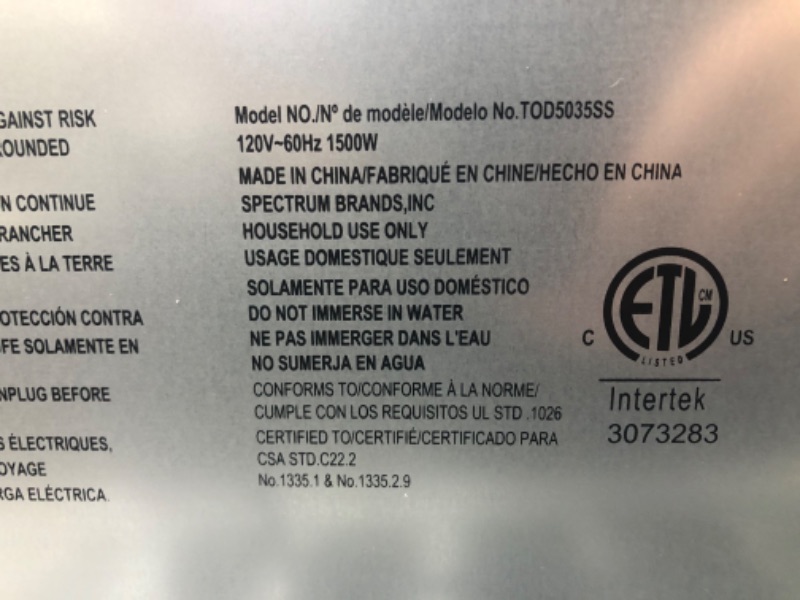 GAINST RISK
OUNDED
N CONTINUE
RANCHER
ES À LA TERRE
OTECCIÓN CONTRA
FE SOLAMENTE EN
NPLUG BEFORE
S ÉLECTRIQUES,
OYAGE
RGA ELÉCTRICA.
Model NO./Nº de modèle/Modelo No.TOD5035SS
120V~60Hz 1500W
MADE IN CHINA/FABRIQUÉ EN CHINE/HECHO EN CHINA
SPECTRUM BRANDS,INC
HOUSEHOLD USE ONLY
USAGE DOMESTIQUE SEULEMENT
SOLAMENTE PARA USO DOMÉSTICO
DO NOT IMMERSE IN WATER
NE PAS IMMERGER DANS L'EAU
NO SUMERJA EN AGUA
CONFORMS TO/CONFORME À LA NORME/
CUMPLE CON LOS REQUISITOS UL STD .1026
CERTIFIED TO/CERTIFIÉ/CERTIFICADO PARA
CSA STD.C22.2
No.1335.1 & No.1335.2.9
ETL CM
LISTED
C US
Intertek
3073283